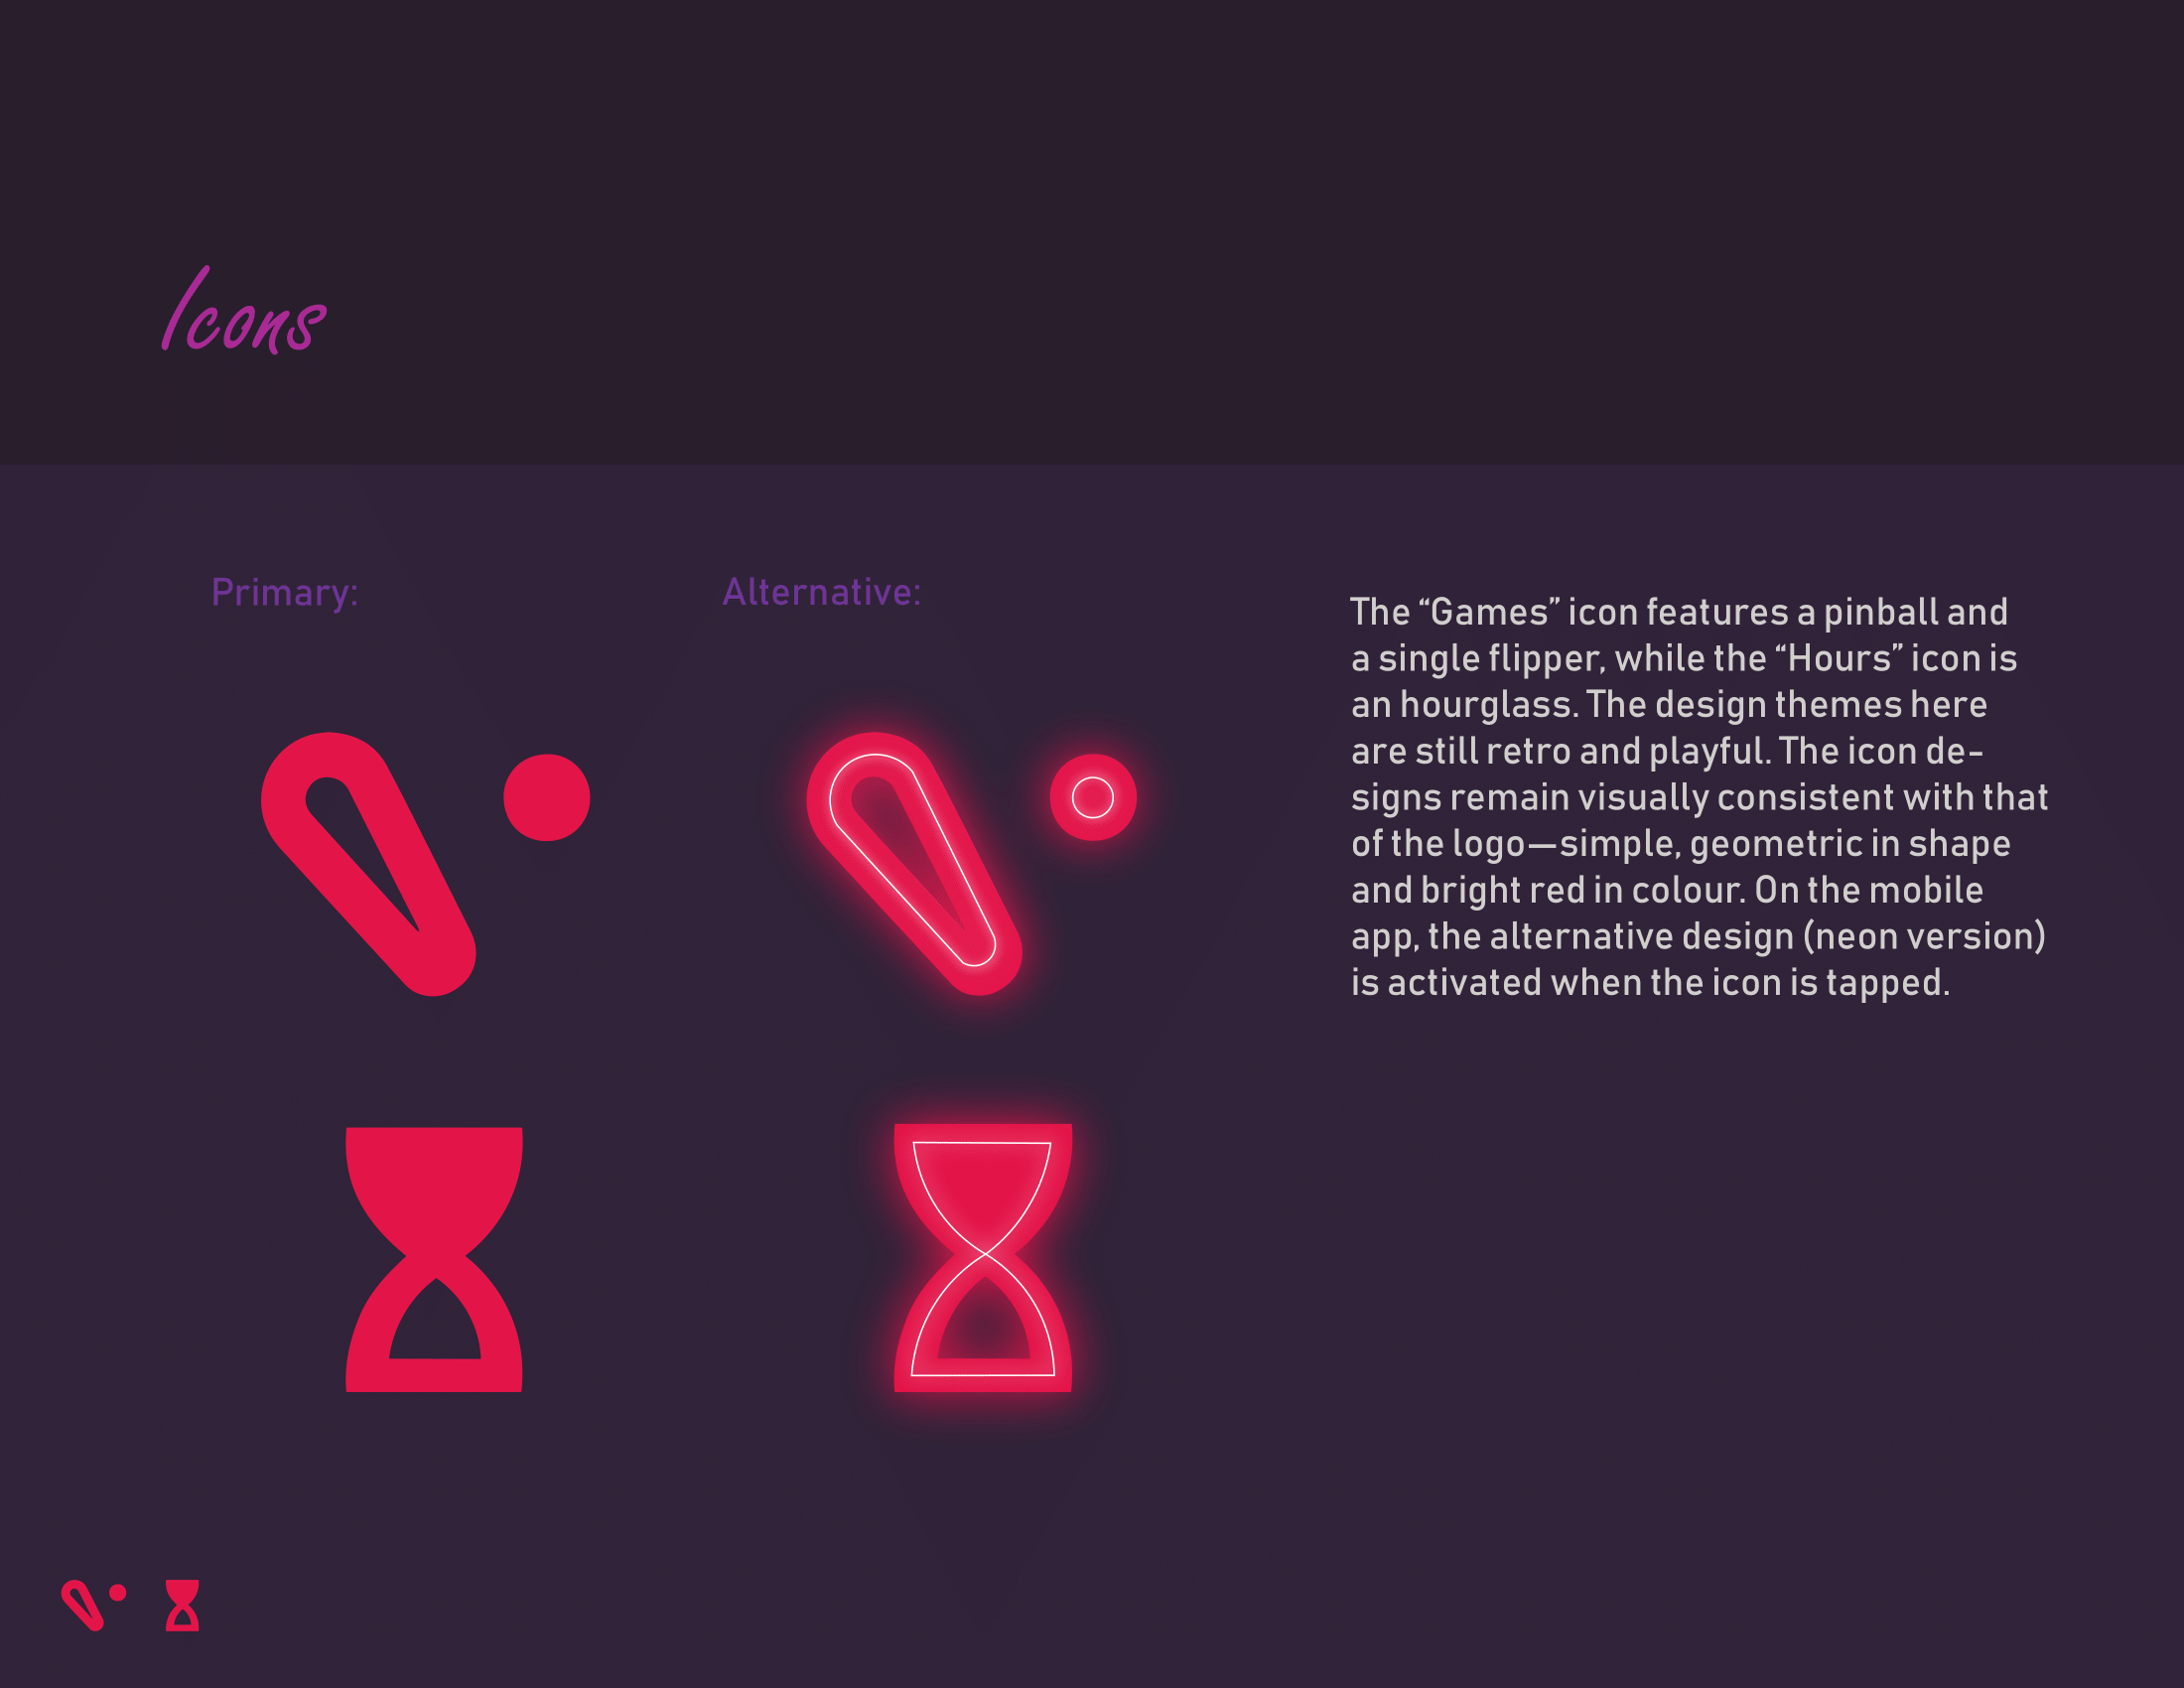 Icons
Primary:
Alternative:
The “Games” icon features a pinball and
a single flipper, while the “Hours” icon is
an hourglass. The design themes here
are still retro and playful. The icon de-
signs remain visually consistent with that
of the logo—simple, geometric in shape
and bright red in colour. On the mobile
app, the alternative design (neon version)
is activated when the icon is tapped.